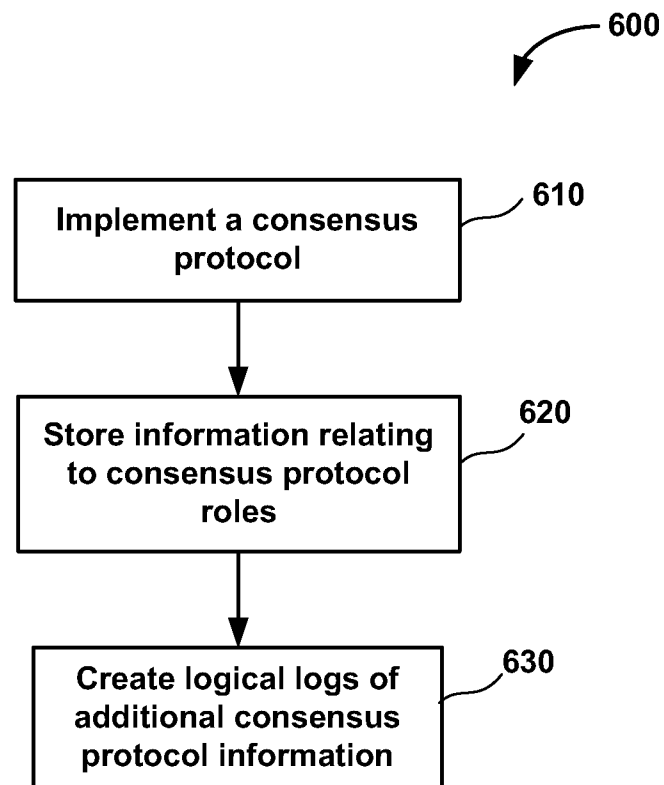 600
Implement a consensus
protocol
610
Store information relating
to consensus protocol
roles
620
Create logical logs of
additional consensus
protocol information
630